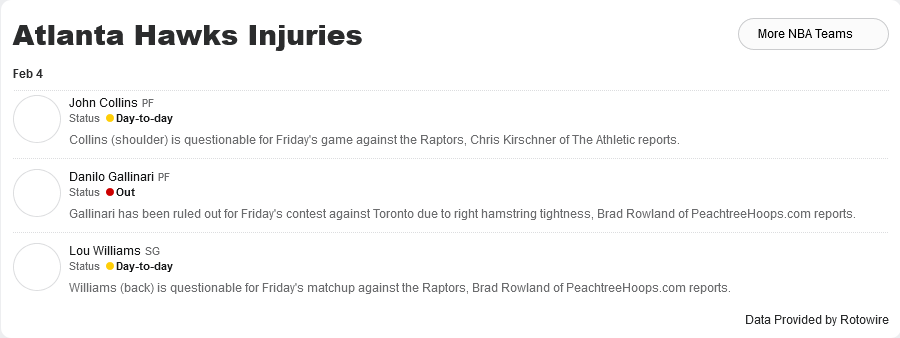 Atlanta Hawks Injuries
More NBA Teams
Feb 4
John Collins PF
Status Day-to-day
Collins (shoulder) is questionable for Friday's game against the Raptors, Chris Kirschner of The Athletic reports.
Danilo Gallinari PF
Status Out
Gallinari has been ruled out for Friday's contest against Toronto due to right hamstring tightness, Brad Rowland of PeachtreeHoops.com reports.
Lou Williams SG
Status Day-to-day
Williams (back) is questionable for Friday's matchup against the Raptors, Brad Rowland of PeachtreeHoops.com reports.
Data Provided by Rotowire